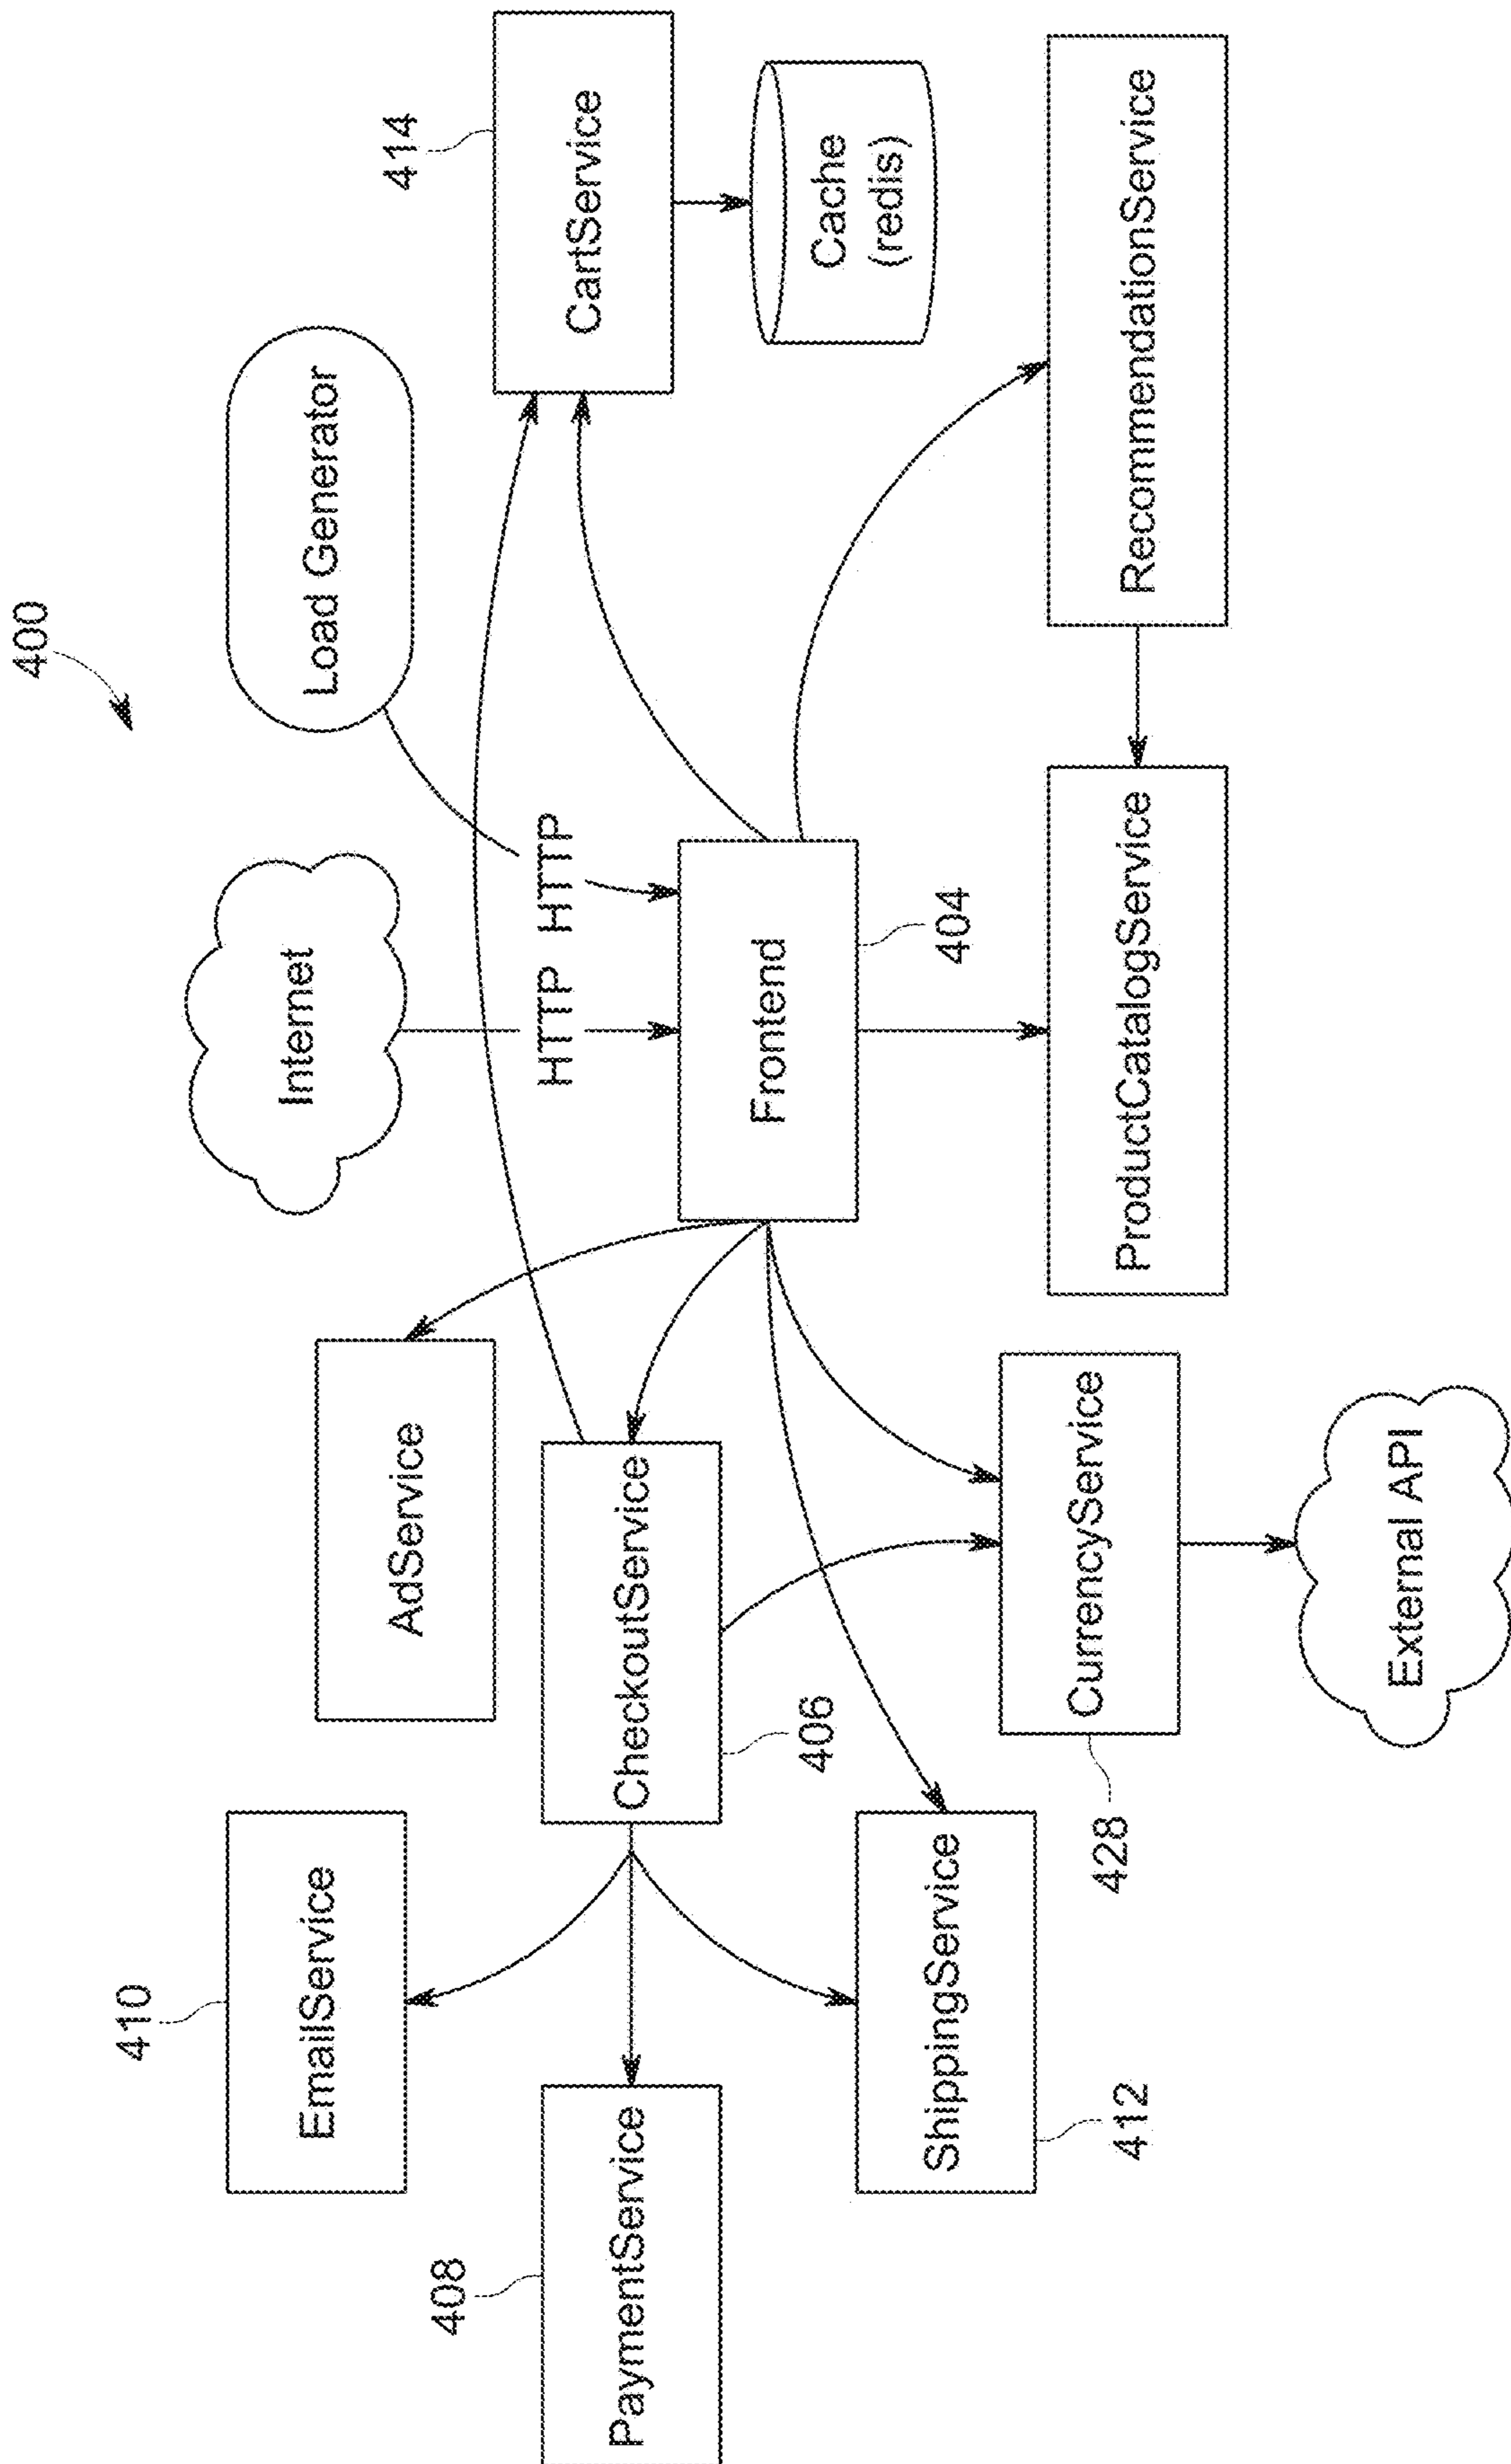 400
Internet
Load Generator
414
CartService
Cache
(redis)
HTTP
HTTP
Frontend
404
AdService
410
EmailService
CheckoutService
406
408
PaymentService
ShippingService
412
CurrencyService
428
External API
ProductCatalogService
RecommendationService